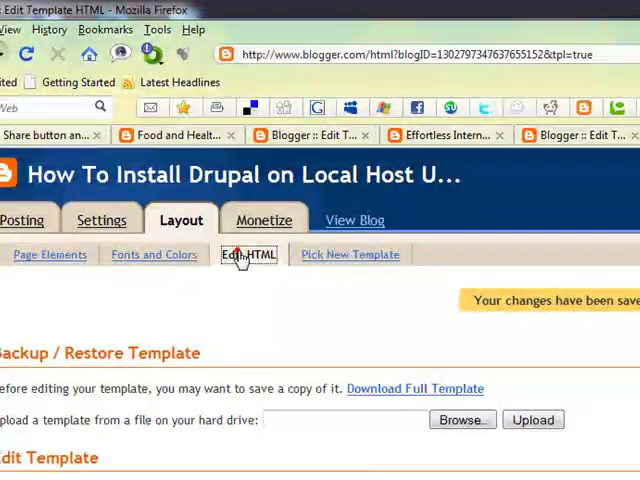 Edit Template HTML - Mozilla Firefox
View History Bookmarks Tools Help
http://www.blogger.com/html?blogID=1302797347637655152&tpl=true
ited Getting Started Latest Headlines
Web
Share button an... Food and Healt... Blogger :: Edit T... Effortless Intern... Blogger :: Edit T...
How To Install Drupal on Local Host U...
Posting Settings Layout Monetize View Blog
Page Elements Fonts and Colors Edit HTML Pick New Template
Your changes have been save
Backup / Restore Template
efore editing your template, you may want to save a copy of it. Download Full Template
pload a template from a file on your hard drive: Browse.. Upload
dit Template